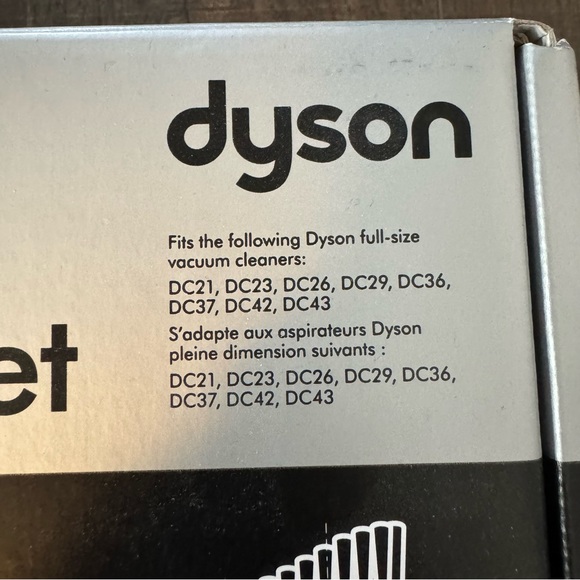 dyson
Fits the following Dyson full-size
vacuum cleaners:
DC21, DC23, DC26, DC29, DC36,
DC37, DC42, DC43
S'adapte aux aspirateurs Dyson
pleine dimension suivants :
DC21, DC23, DC26, DC29, DC36,
DC37, DC42, DC43
et